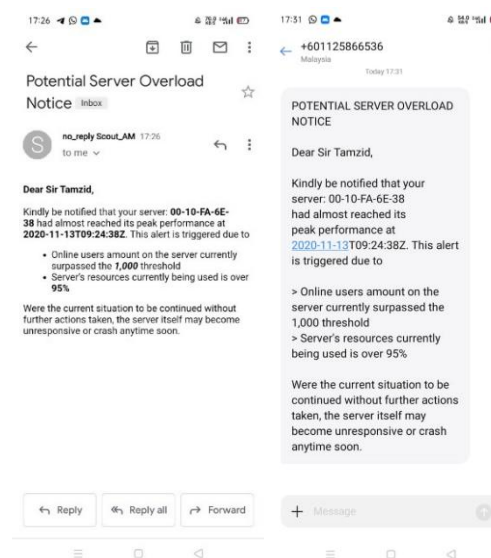 17:26
Potential Server Overload
Notice Inbox
S
no_reply Scout_AM 17:26
to me
Dear Sir Tamzid,
Kindly be notified that your server: 00-10-FA-6E-
38 had almost reached its peak performance at
2020-11-13T09:24:38Z. This alert is triggered due to
• Online users amount on the server currently
surpassed the 1,000 threshold
• Server's resources currently being used is over
95%
Were the current situation to be continued without
further actions taken, the server itself may become
unresponsive or crash anytime soon.
Reply
Reply all
Forward
17:31
+601125866536
Malaysia
Today 17:31
POTENTIAL SERVER OVERLOAD
NOTICE
Dear Sir Tamzid,
Kindly be notified that your
server: 00-10-FA-6E-38
had almost reached its
peak performance at
2020-11-13T09:24:38Z. This alert
is triggered due to
> Online users amount on the
server currently surpassed the
1,000 threshold
> Server's resources currently
being used is over 95%
Were the current situation to be
continued without further actions
taken, the server itself may
become unresponsive or crash
anytime soon.
Message